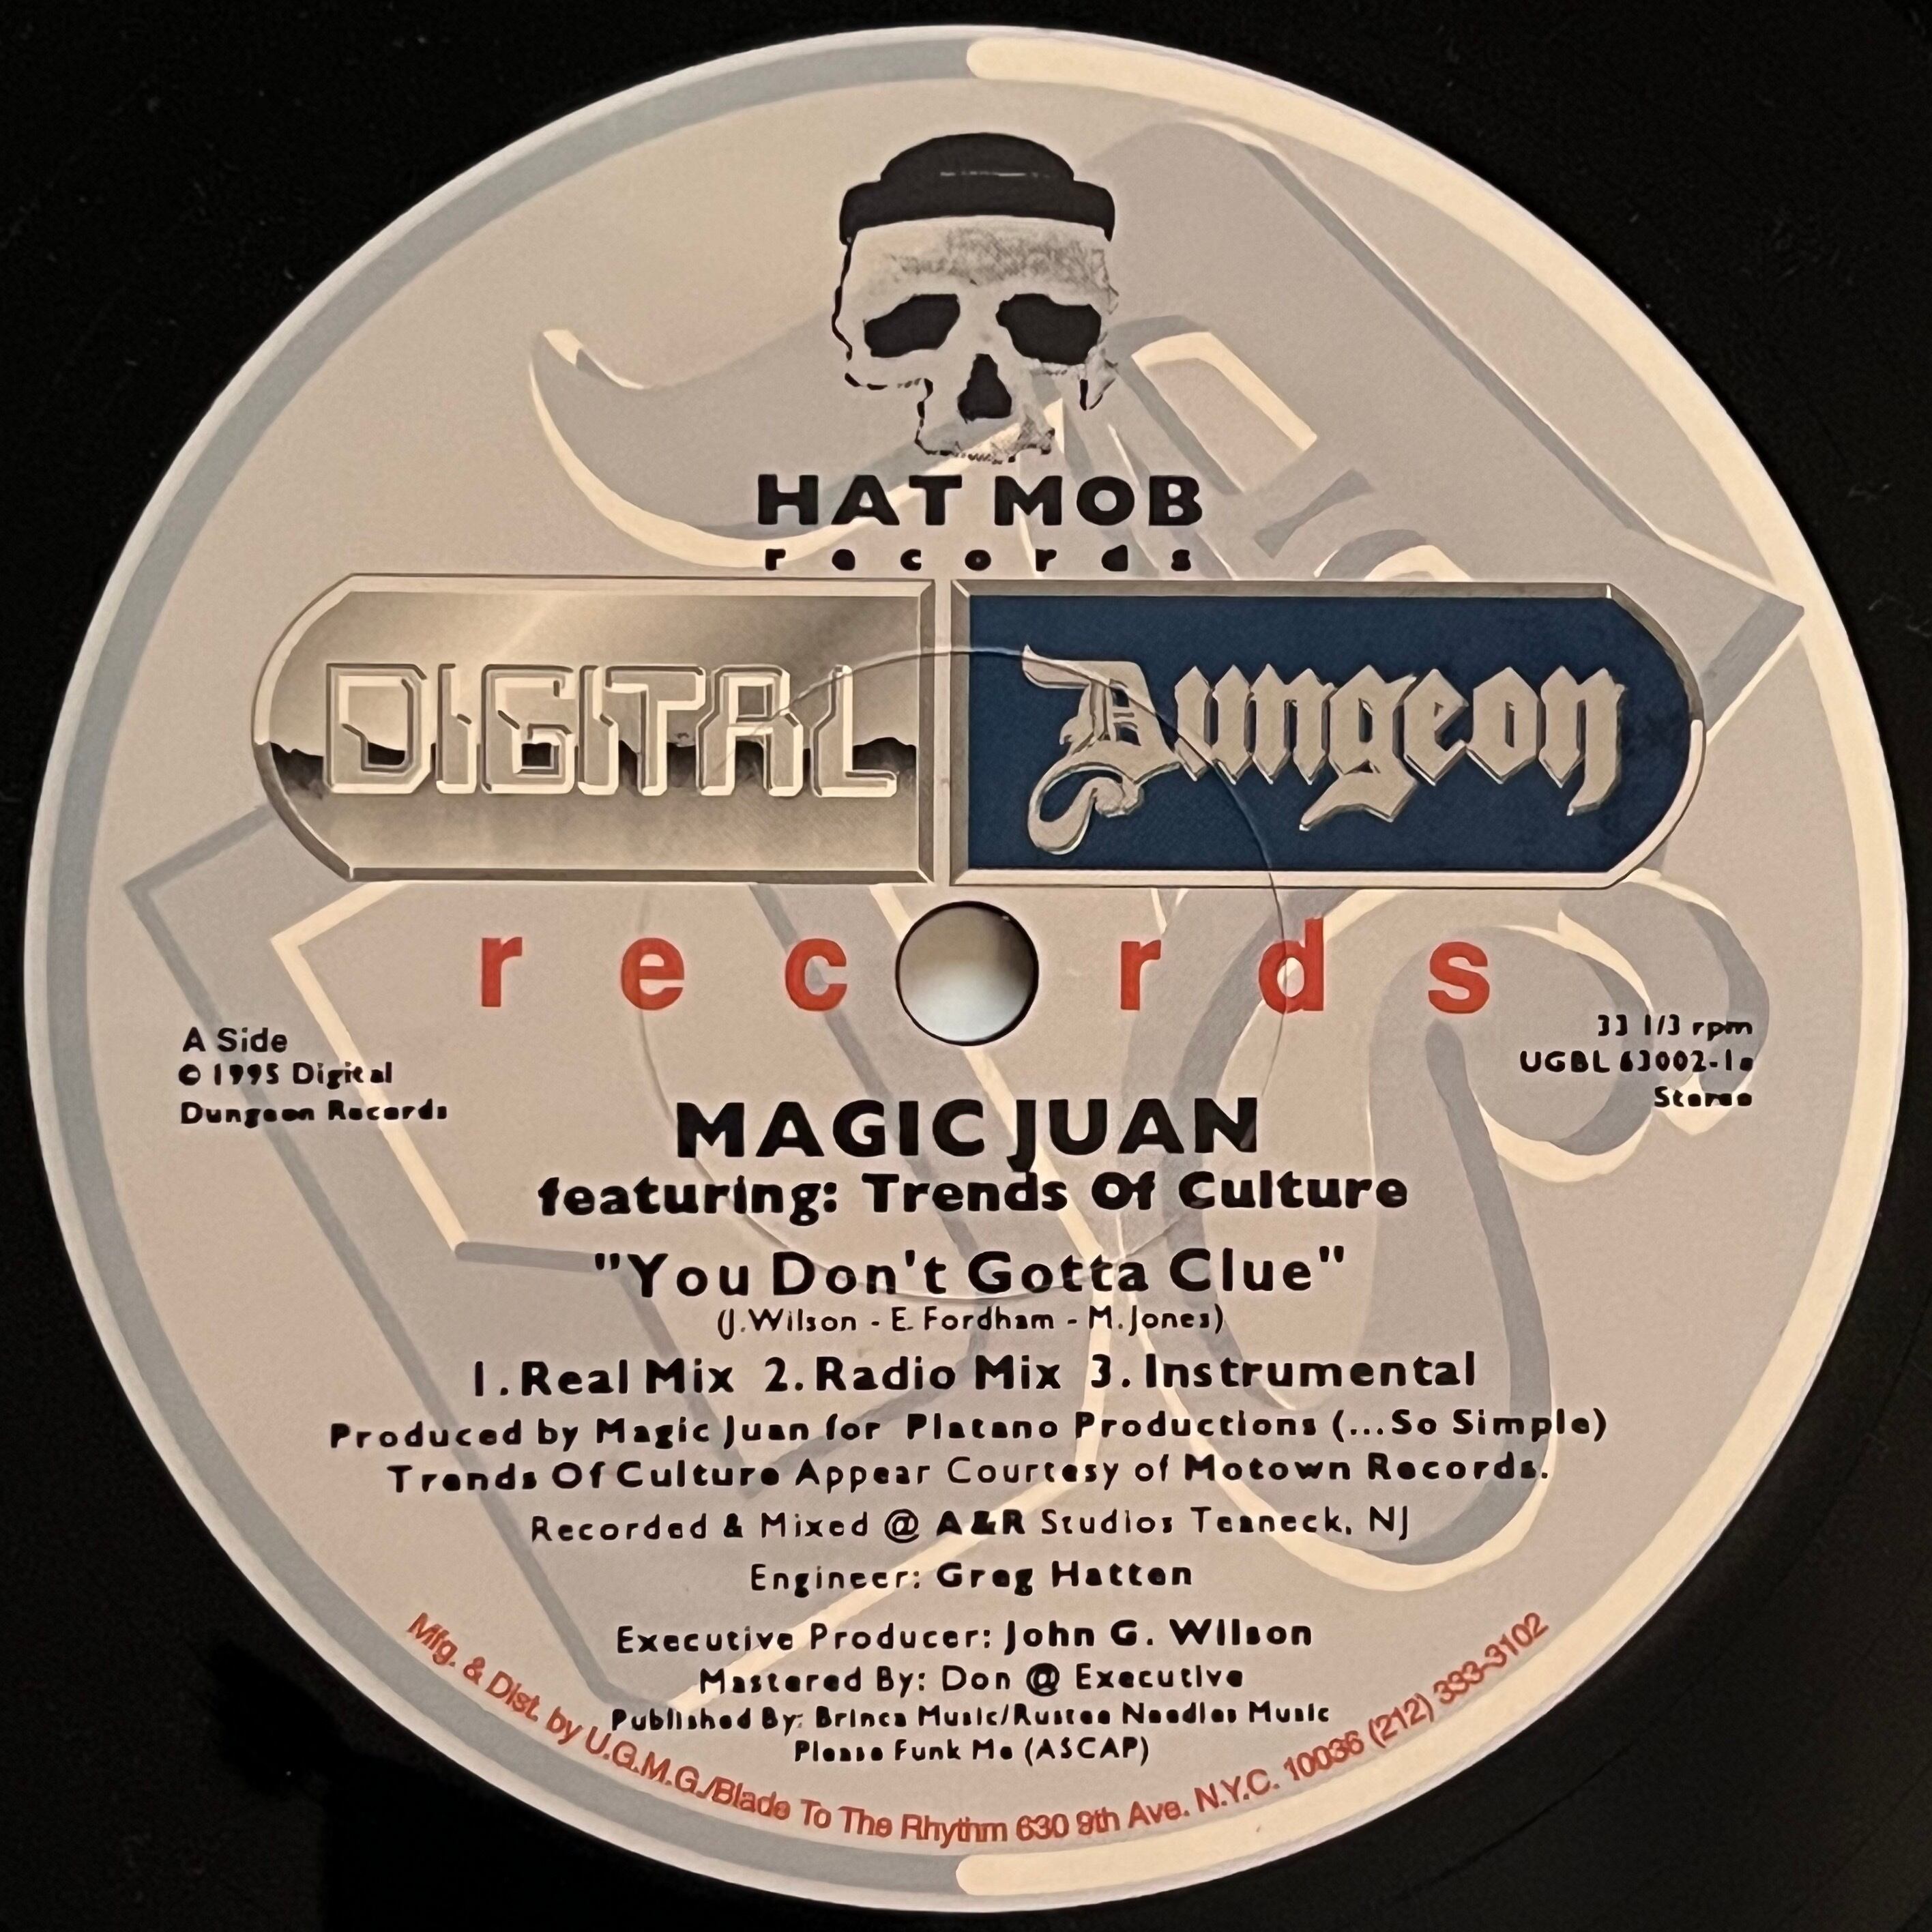 HAT MOB
records
DIGITAL Dungeon
rec rds
A Side
© 1995 Digital
Dungeon Records
33 1/3 rpm
UGBL 63002-1a
Stereo
MAGIC JUAN
featuring: Trends Of Culture
"You Don't Gotta Clue"
(J. Wilson - E. Fordham - M. Jones)
1. Real Mix 2. Radio Mix 3. Instrumental
Produced by Magic Juan for Platano Productions (...So Simple)
Trends Of Culture Appear Courtesy of Motown Records.
Recorded & Mixed @ A&R Studios Teaneck, NJ
Engineer: Greg Hatten
Executive Producer: John G. Wilson
Mastered By: Don @ Executive
Published By: Brinca Music/Rustee Needles Music
Please Funk Me (ASCAP)
Mfg. & Dist. by U.G.M.G./Blade To The Rhythm 630 9th Ave. N.Y.C. 10036 (212) 333-3102